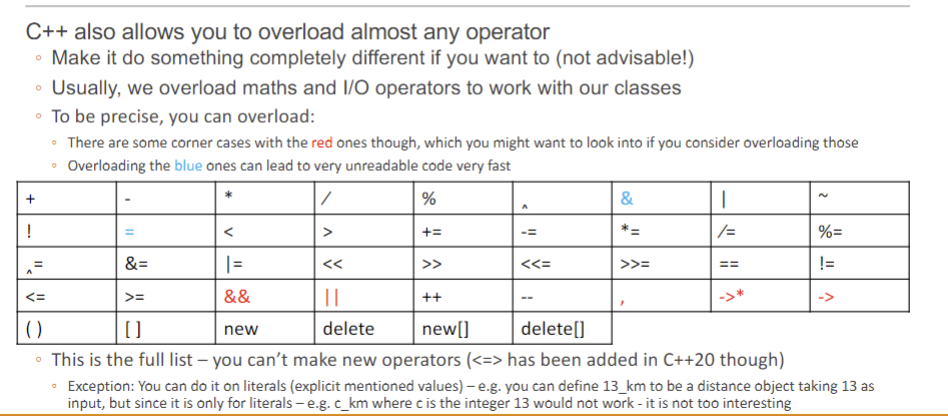 C++ also allows you to overload almost any operator
◦ Make it do something completely different if you want to (not advisable!)
◦ Usually, we overload maths and I/O operators to work with our classes
◦ To be precise, you can overload:
◦ There are some corner cases with the red ones though, which you might want to look into if you consider overloading those
◦ Overloading the blue ones can lead to very unreadable code very fast
+ - * / % ^ & | ~
! = < > += -= *= /= %=
^= &= |= << >> <<= >>= == !=
<= >= && || ++ -- , ->* ->
() [] new delete new[] delete[]
◦ This is the full list – you can't make new operators (<=> has been added in C++20 though)
◦ Exception: You can do it on literals (explicit mentioned values) – e.g. you can define 13_km to be a distance object taking 13 as
input, but since it is only for literals – e.g. c_km where c is the integer 13 would not work - it is not too interesting